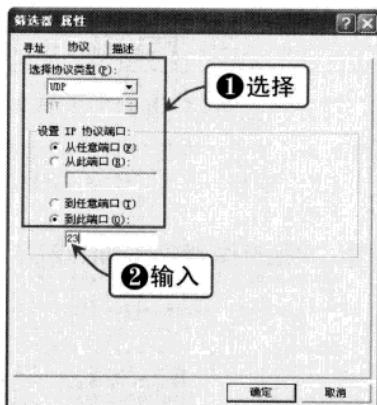 筛选器 属性
寻址 协议 描述
选择协议类型(P):
UDP
17
❶选择
设置 IP 协议端口:
从任意端口(F)
从此端口(R):
到任意端口(T)
到此端口(O):
23
❷输入
确定 取消